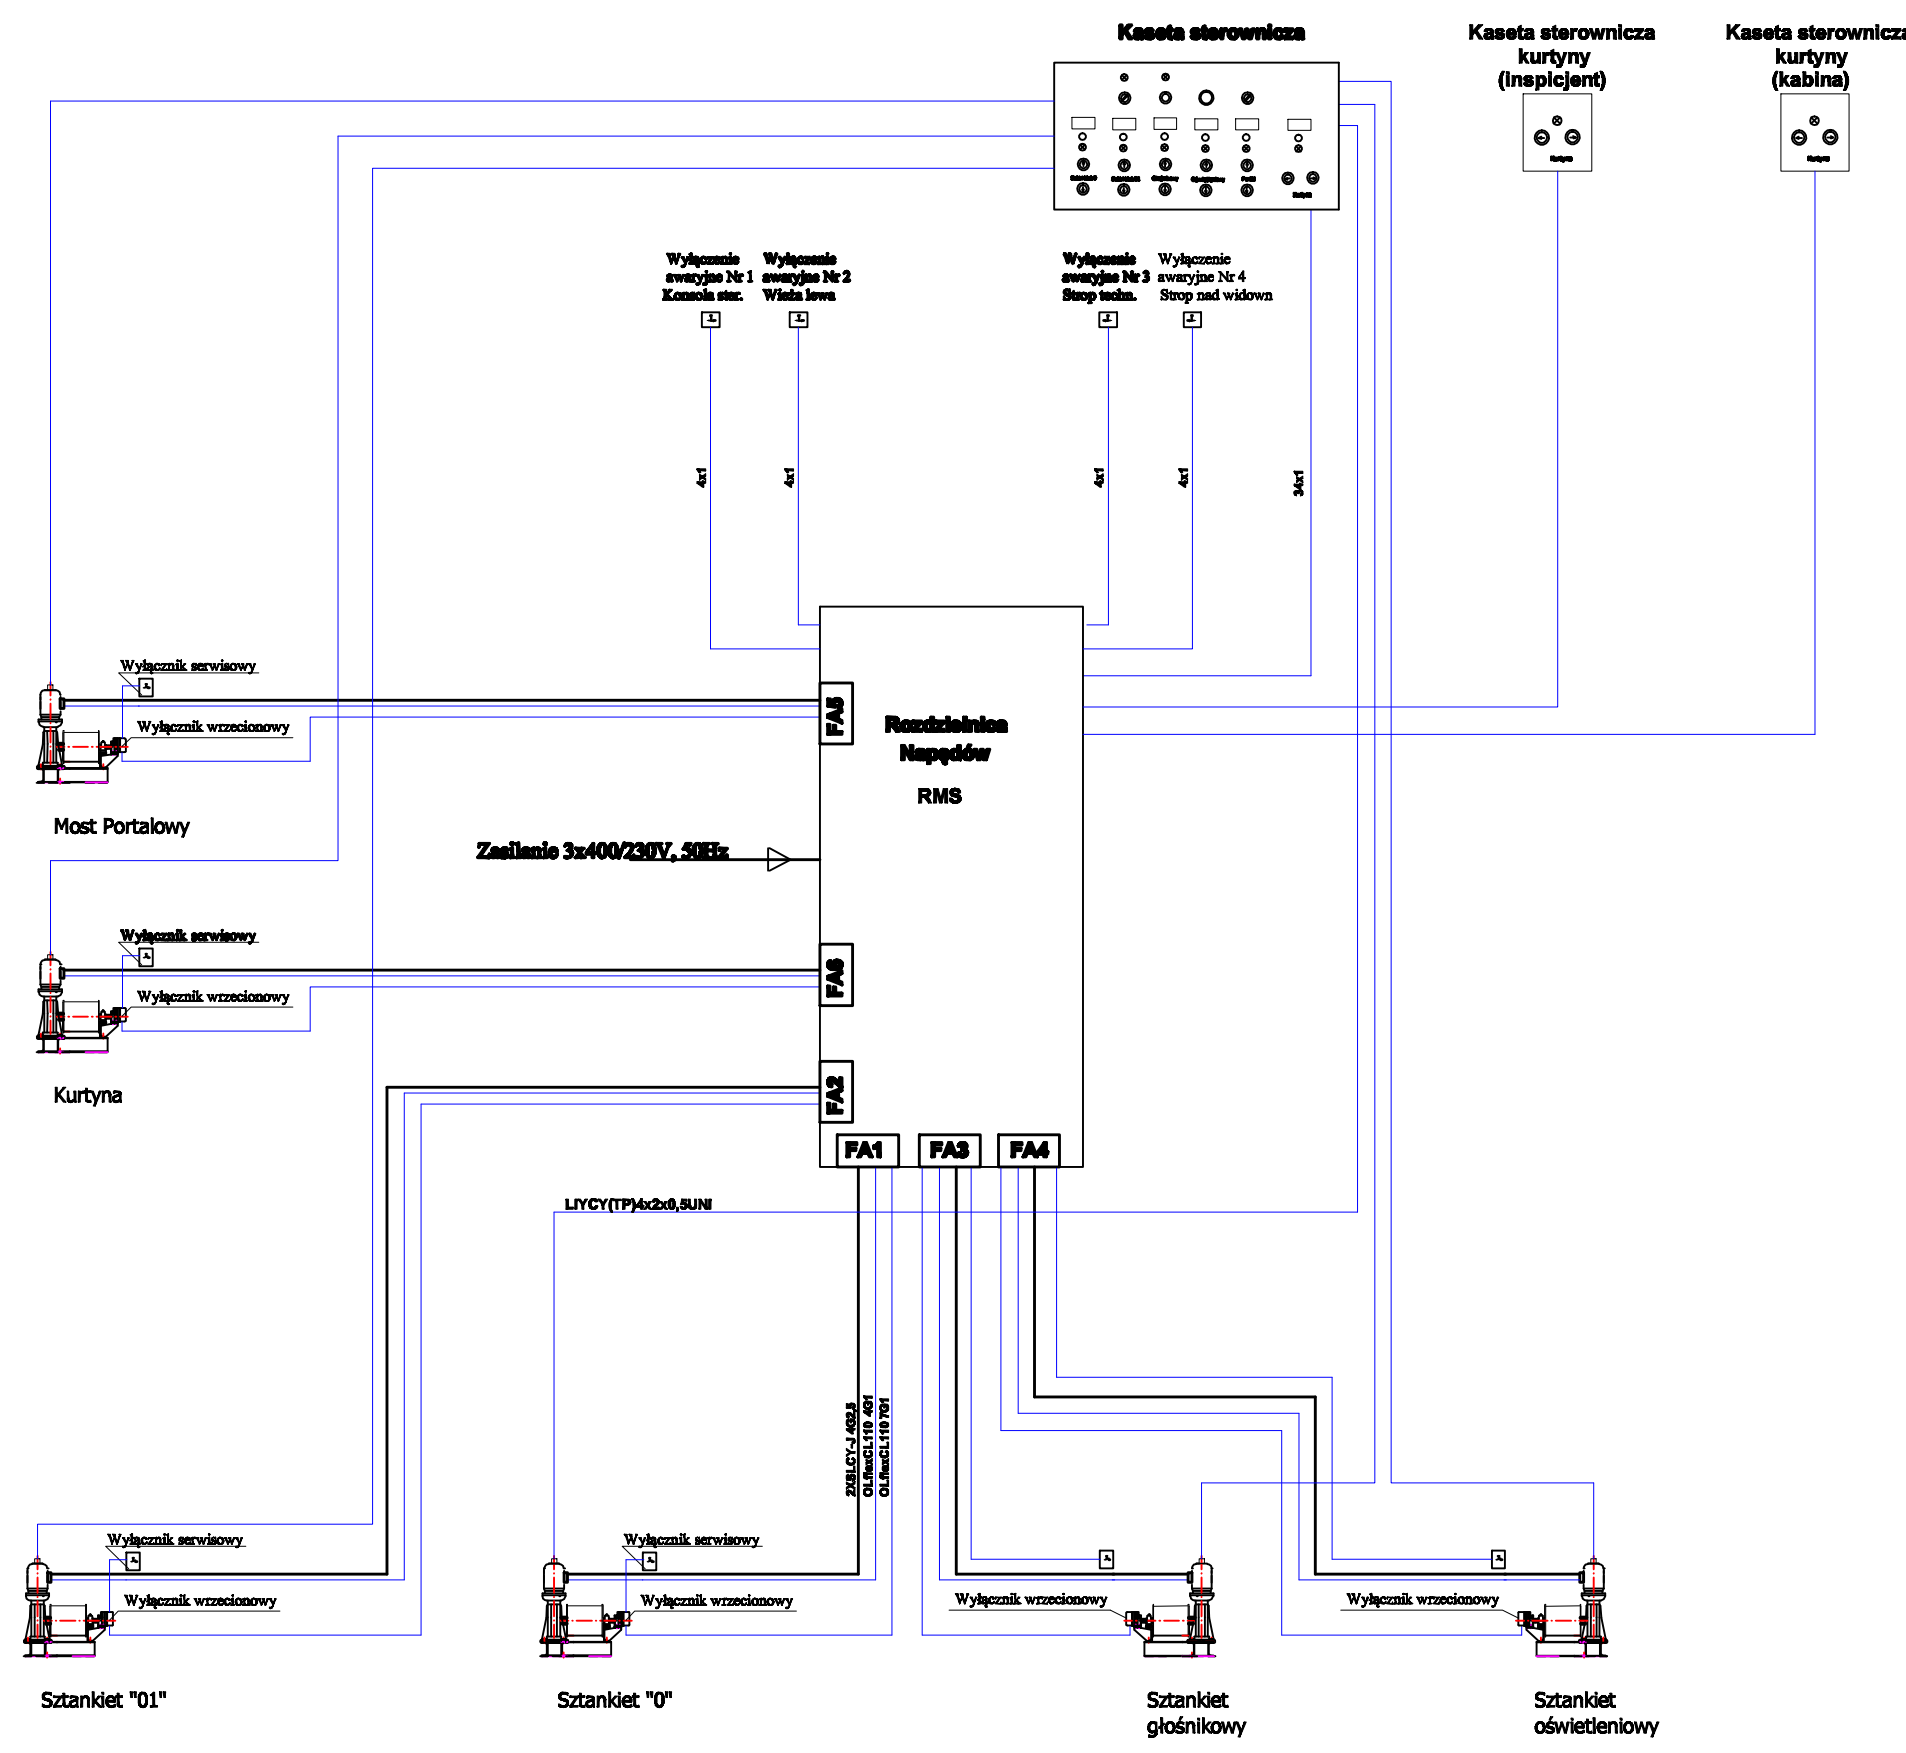 Kaseta sterownicza
Kaseta sterownicza
kurtyny
(inspicjent)
Kaseta sterownicza
kurtyny
(kabina)
Kurtyna
Kurtyna
Kurtyna
Wyłączenie
awaryjne Nr 1
Konsola ster.
Wyłączenie
awaryjne Nr 2
Wieża lewa
Wyłączenie
awaryjne Nr 3
Strop techn.
Wyłączenie
awaryjne Nr 4
Strop nad widown
4x1
4x1
4x1
4x1
34x1
Wyłącznik serwisowy
Wyłącznik wrzecionowy
Most Portalowy
FA5
Rozdzielnica
Napędów
RMS
Zasilanie 3x400/230V, 50Hz
Wyłącznik serwisowy
Wyłącznik wrzecionowy
Kurtyna
FA6
FA2
FA1
FA3
FA4
LIYCY(TP)4x2x0,5UNI
2XSLCY-J 4G2,5
OLflexCL110 4G1
OLflexCL110 7G1
Wyłącznik serwisowy
Wyłącznik wrzecionowy
Sztankiet "01"
Wyłącznik serwisowy
Wyłącznik wrzecionowy
Sztankiet "0"
Wyłącznik wrzecionowy
Sztankiet
głośnikowy
Wyłącznik wrzecionowy
Sztankiet
oświetleniowy